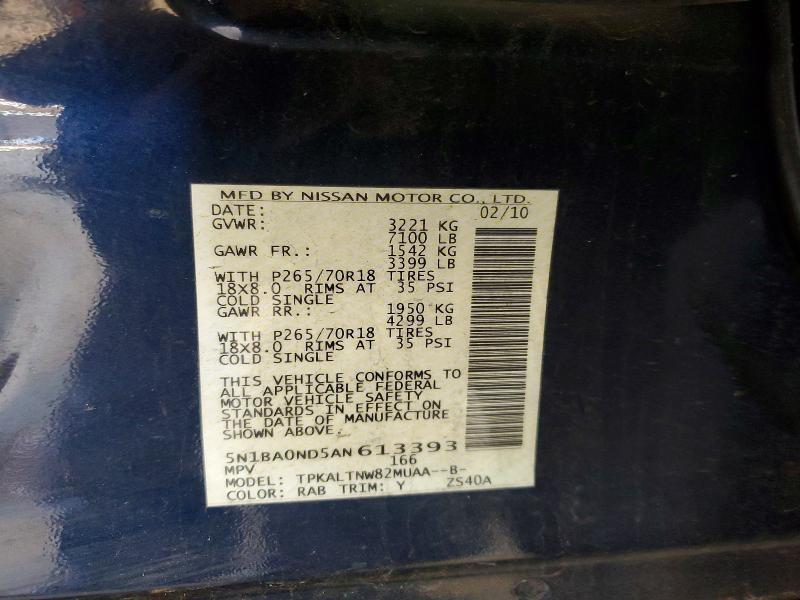 MFD BY NISSAN MOTOR CO., LTD.
DATE: 02/10
GVWR: 3221 KG
7100 LB
GAWR FR.: 1542 KG
3399 LB
WITH P265/70R18 TIRES
18X8.0 RIMS AT 35 PSI
COLD SINGLE
GAWR RR.: 1950 KG
4299 LB
WITH P265/70R18 TIRES
18X8.0 RIMS AT 35 PSI
COLD SINGLE
THIS VEHICLE CONFORMS TO
ALL APPLICABLE FEDERAL
MOTOR VEHICLE SAFETY
STANDARDS IN EFFECT ON
THE DATE OF MANUFACTURE
SHOWN ABOVE.
5N1BA0ND5AN613393
MPV 166
MODEL: TPKALTNW82MUAA--B-
COLOR: RAB TRIM: Y ZS40A